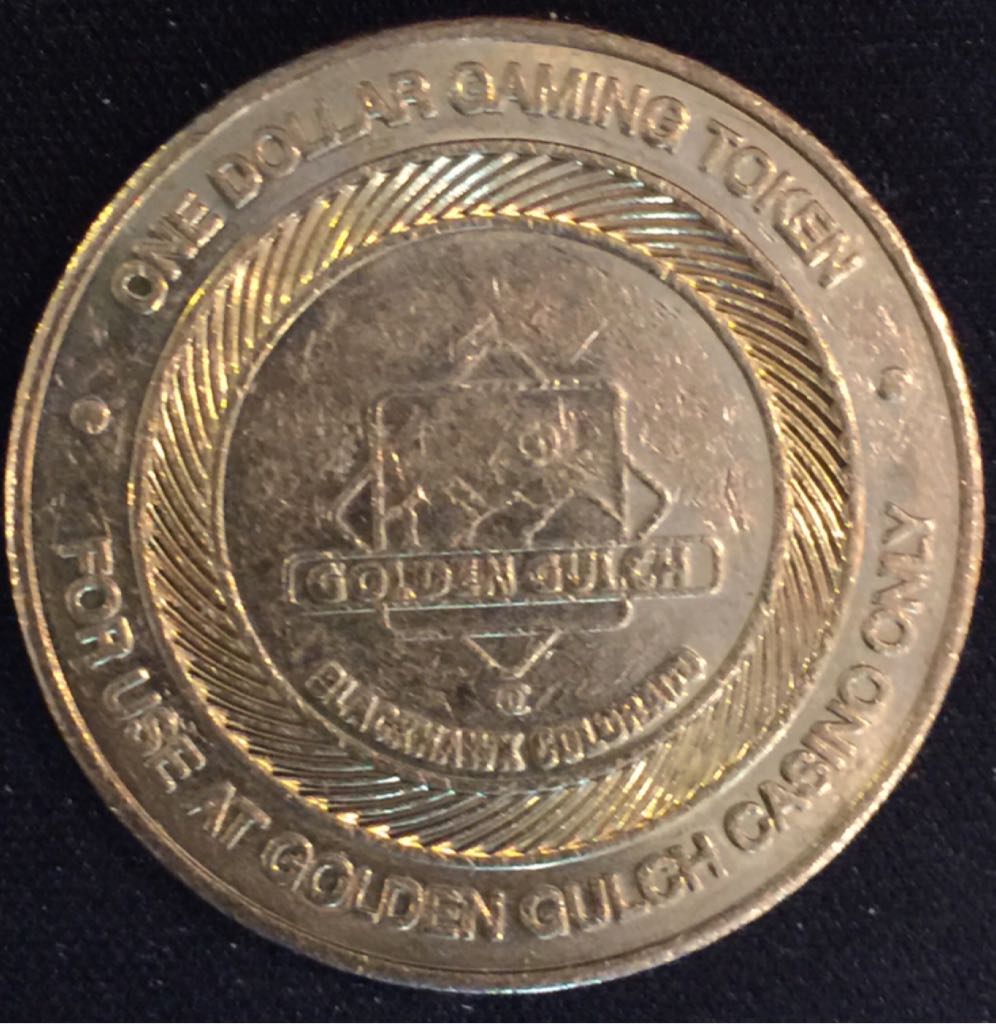 ONE DOLLAR GAMING TOKEN
GOLDEN GULCH
BLACKHAWK COLORADO
FOR USE AT GOLDEN GULCH CASINO ONLY